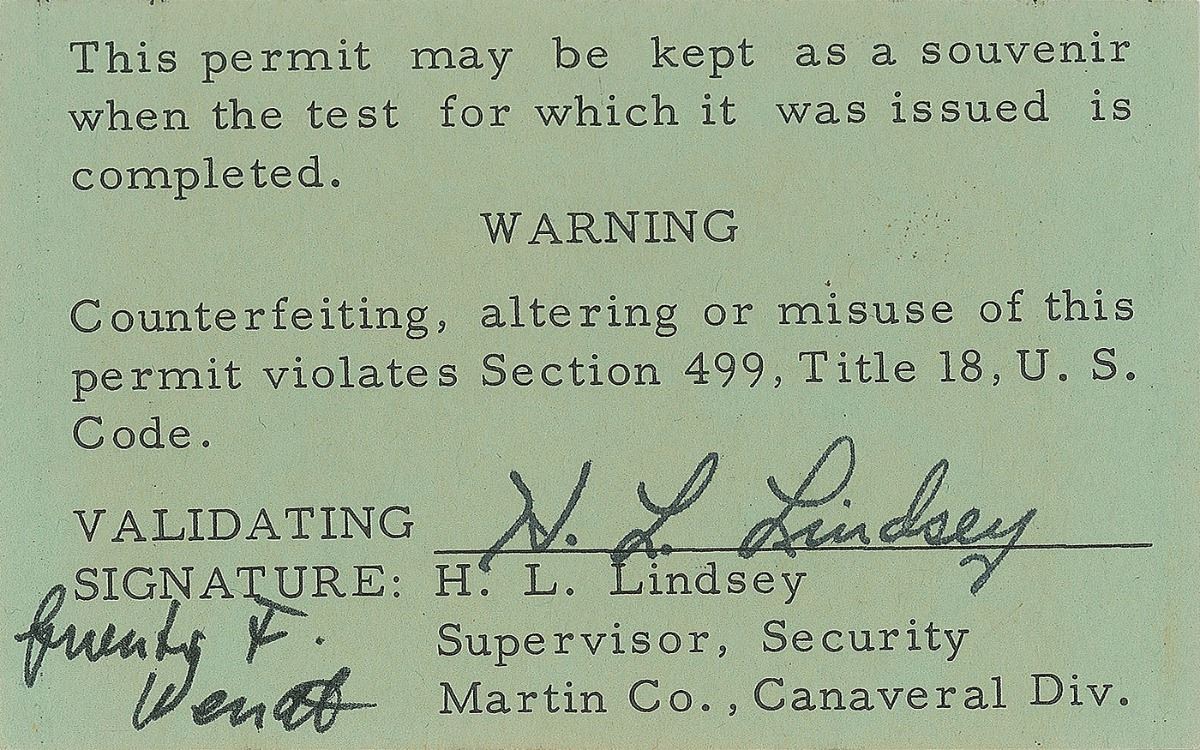 This permit may be kept as a souvenir
when the test for which it was issued is
completed.
WARNING
Counterfeiting, altering or misuse of this
permit violates Section 499, Title 18, U. S.
Code.
VALIDATING H. L. Lindsey
SIGNATURE: H. L. Lindsey
Guenter F.
Wendt
Supervisor, Security
Martin Co., Canaveral Div.